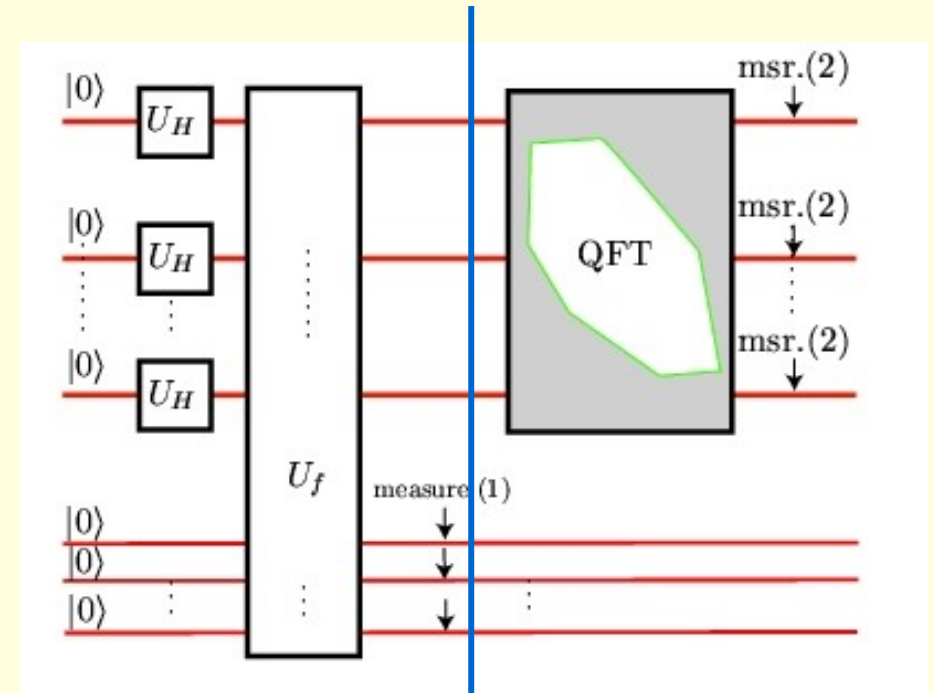 |0⟩
U_H
msr.(2)
|0⟩
U_H
QFT
msr.(2)
|0⟩
U_H
msr.(2)
U_f
measure (1)
|0⟩
|0⟩
|0⟩